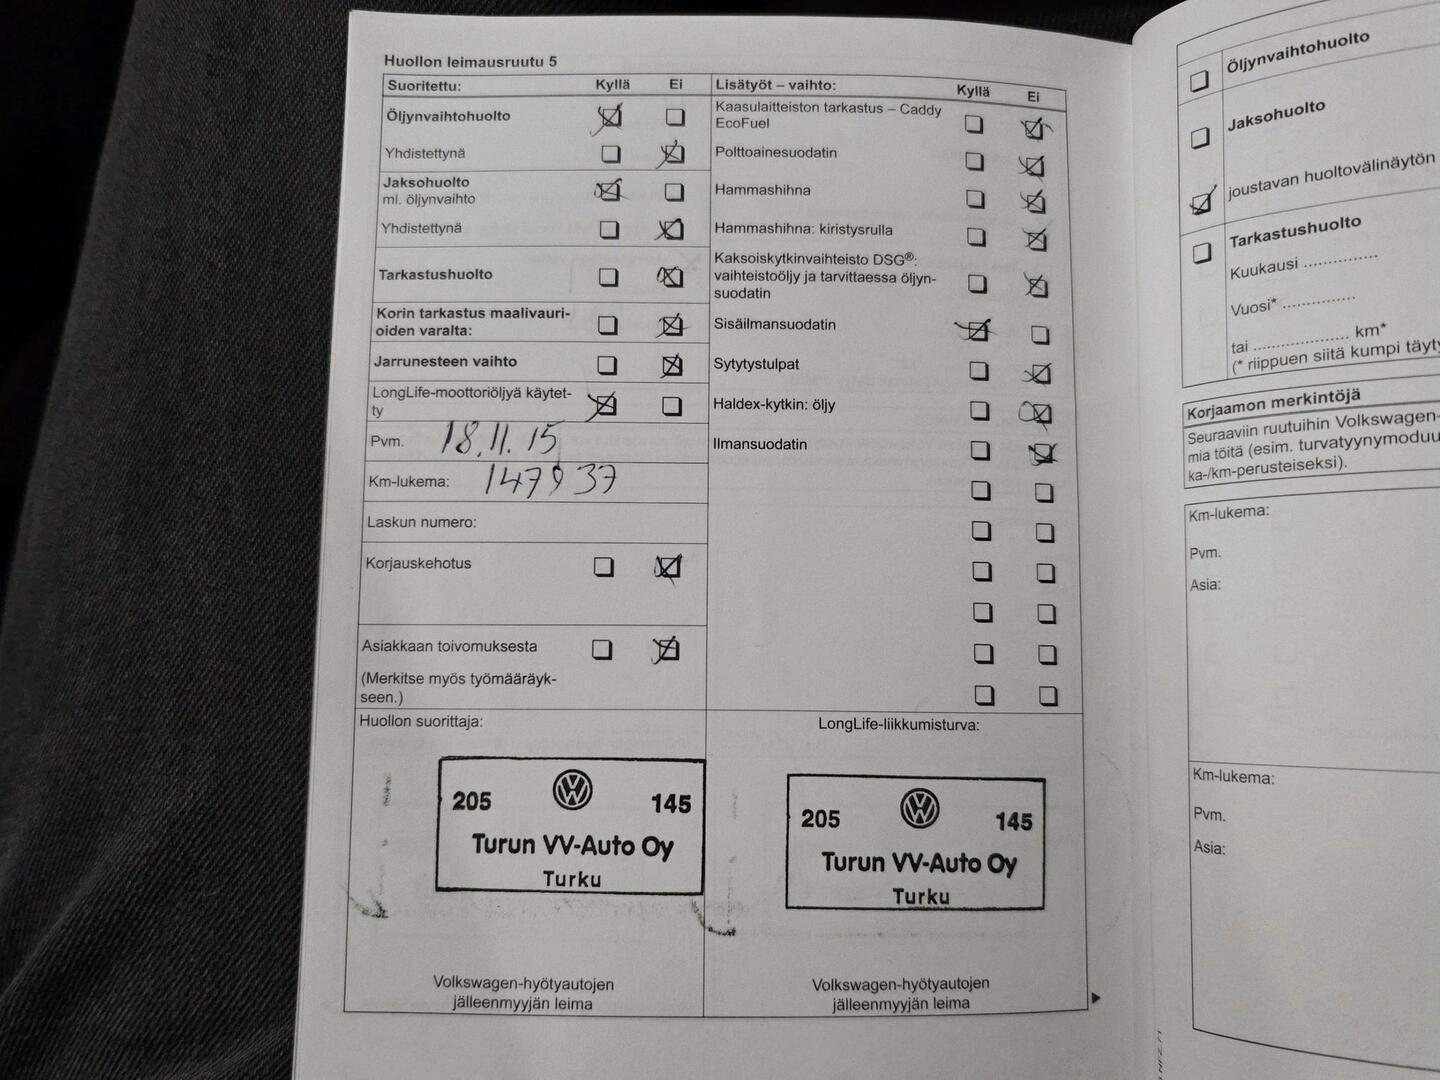 Huollon leimausruutu 5
Suoritettu: Kyllä Ei
Öljynvaihtohuolto
Yhdistettynä
Jaksohuolto
ml. öljynvaihto
Yhdistettynä
Tarkastushuolto
Korin tarkastus maalivauri-
oiden varalta:
Jarrunesteen vaihto
LongLife-moottoriöljyä käytet-
ty
Pvm. 18.11.15
Km-lukema: 147937
Laskun numero:
Korjauskehotus
Asiakkaan toivomuksesta
(Merkitse myös työmääräyk-
seen.)
Lisätyöt – vaihto: Kyllä Ei
Kaasulaitteiston tarkastus – Caddy
EcoFuel
Polttoainesuodatin
Hammashihna
Hammashihna: kiristysrulla
Kaksoiskytkinvaihteisto DSG®:
vaihteistoöljy ja tarvittaessa öljyn-
suodatin
Sisäilmansuodatin
Sytytystulpat
Haldex-kytkin: öljy
Ilmansuodatin
Huollon suorittaja:
205 145
Turun VV-Auto Oy
Turku
Volkswagen-hyötyautojen
jälleenmyyjän leima
LongLife-liikkumisturva:
205 145
Turun VV-Auto Oy
Turku
Volkswagen-hyötyautojen
jälleenmyyjän leima
Öljynvaihtohuolto
Jaksohuolto
joustavan huoltovälinäytön
Tarkastushuolto
Kuukausi ...............
Vuosi* ...............
tai ................... km*
(* riippuen siitä kumpi täyty
Korjaamon merkintöjä
Seuraaviin ruutuihin Volkswagen-
mia töitä (esim. turvatyynymoduu
ka-/km-perusteiseksi).
Km-lukema:
Pvm.
Asia:
Km-lukema:
Pvm.
Asia: